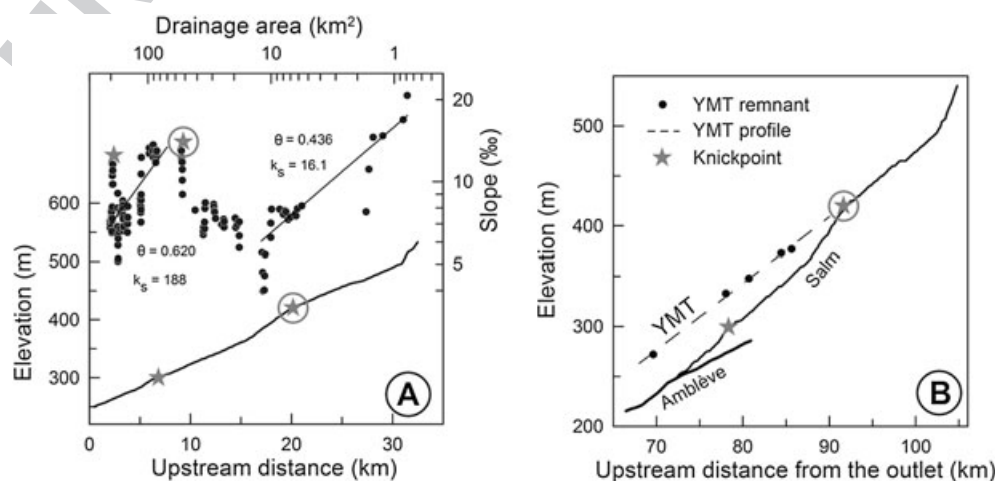 Drainage area (km²)
100 10 1
20
10
5
Slope (‰)
θ = 0.436
kₛ = 16.1
θ = 0.620
kₛ = 188
600
500
400
300
Elevation (m)
A
0 10 20 30
Upstream distance (km)
YMT remnant
YMT profile
Knickpoint
500
400
300
200
Elevation (m)
YMT
Salm
Amblève
B
70 80 90 100
Upstream distance from the outlet (km)